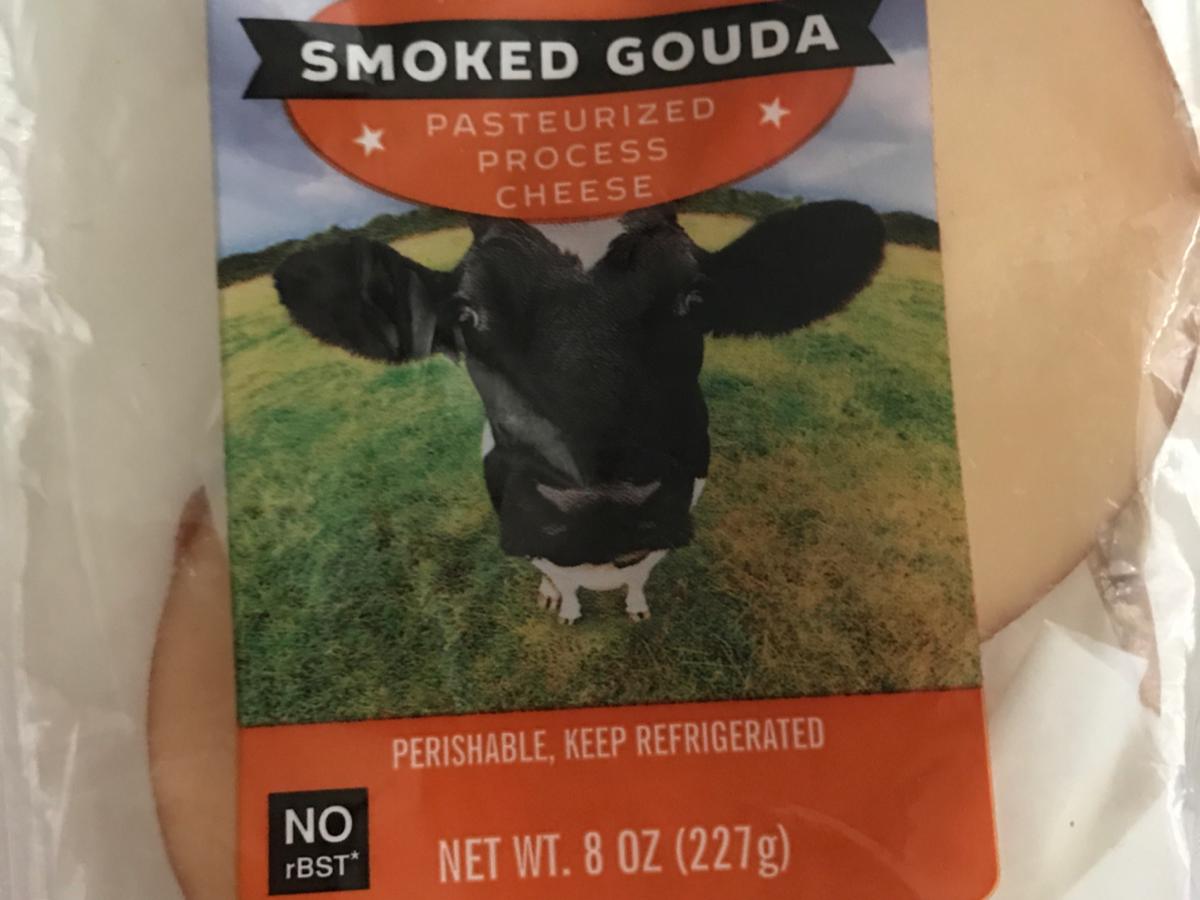 SMOKED GOUDA
PASTEURIZED
PROCESS
CHEESE
PERISHABLE, KEEP REFRIGERATED
NO
rBST*
NET WT. 8 OZ (227g)